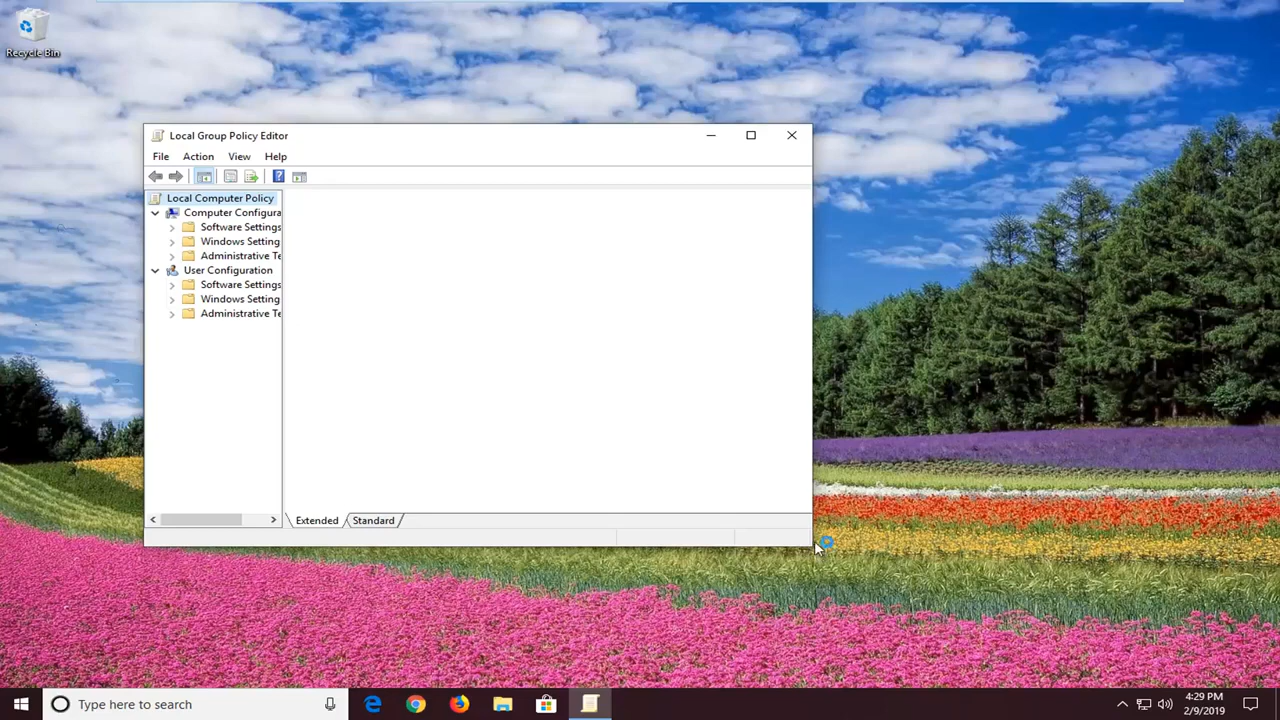 Recycle Bin
Local Group Policy Editor
File Action View Help
Local Computer Policy
Computer Configura
Software Settings
Windows Setting
Administrative Te
User Configuration
Software Settings
Windows Setting
Administrative Te
Extended Standard
Type here to search
4:29 PM
2/9/2019